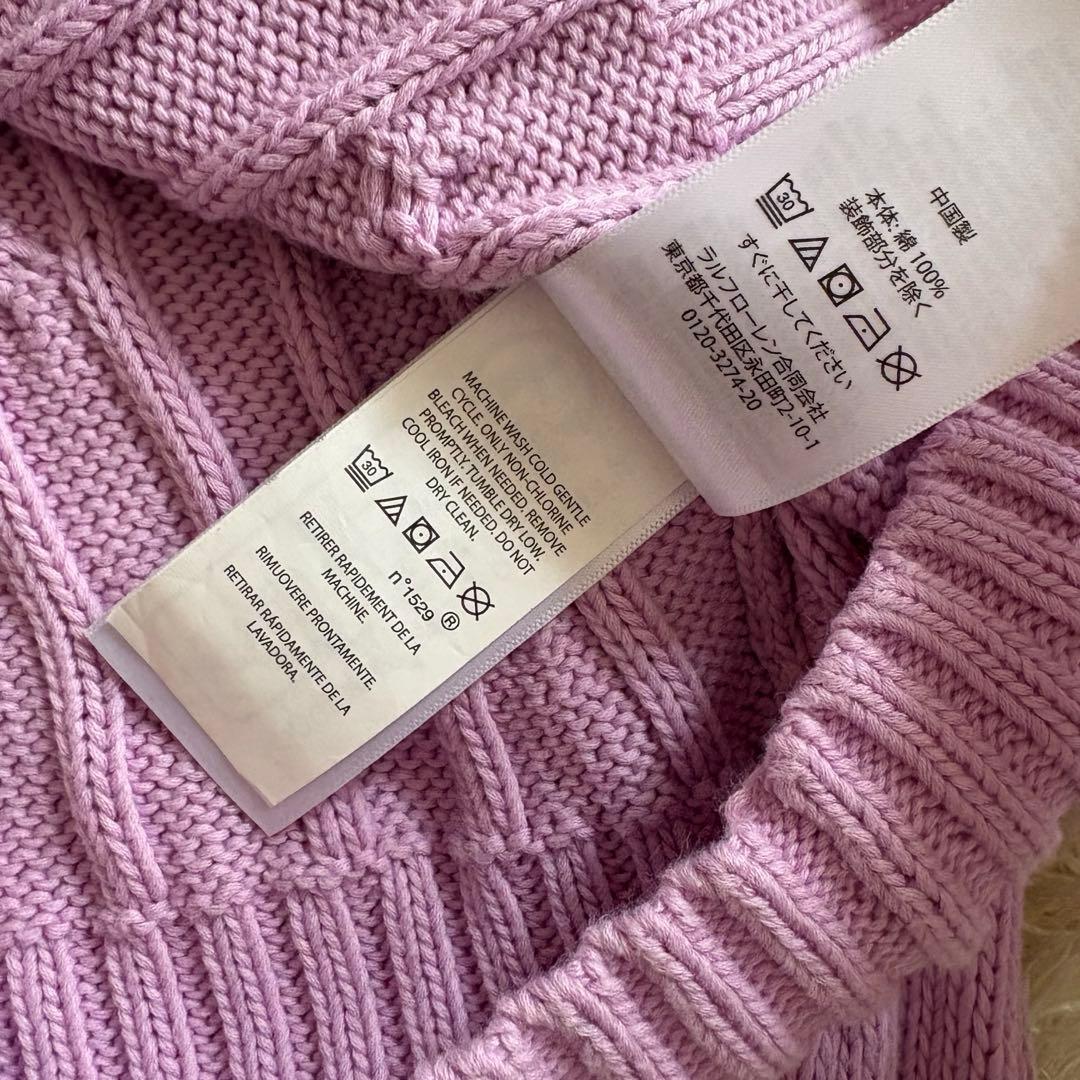 中国製
本体: 綿 100%
装飾部分を除く
30
すぐに干してください
ラルフローレン合同会社
東京都千代田区永田町2-10-1
0120-3274-20
MACHINE WASH COLD GENTLE
CYCLE. ONLY NON-CHLORINE
BLEACH WHEN NEEDED. REMOVE
PROMPTLY. TUMBLE DRY LOW.
COOL IRON IF NEEDED. DO NOT
DRY CLEAN.
30
n°1529 ®
RETIRER RAPIDEMENT DE LA
MACHINE.
RIMUOVERE PRONTAMENTE.
RETIRAR RÁPIDAMENTE DE LA
LAVADORA.